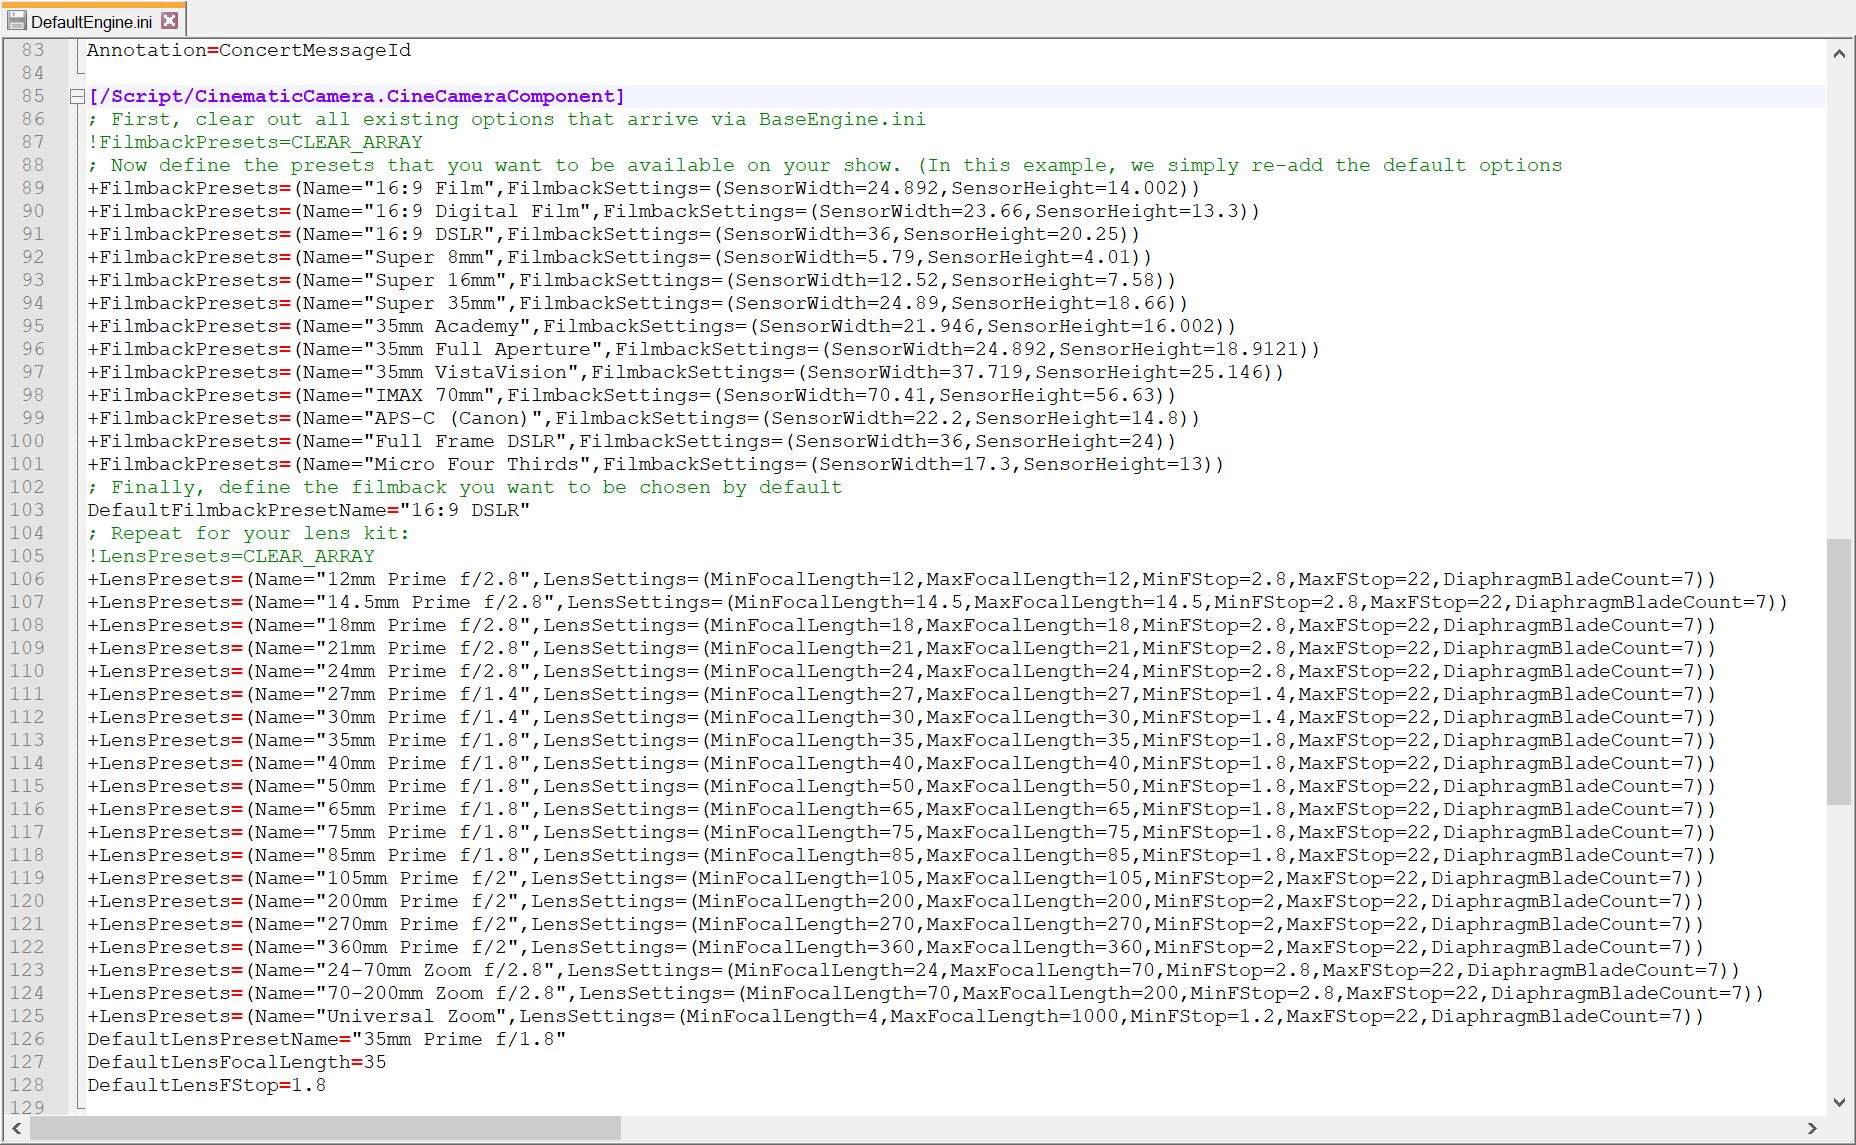 DefaultEngine.ini
83 Annotation=ConcertMessageId
84
85 [/Script/CinematicCamera.CineCameraComponent]
86 ; First, clear out all existing options that arrive via BaseEngine.ini
87 !FilmbackPresets=CLEAR_ARRAY
88 ; Now define the presets that you want to be available on your show. (In this example, we simply re-add the default options
89 +FilmbackPresets=(Name="16:9 Film",FilmbackSettings=(SensorWidth=24.892,SensorHeight=14.002))
90 +FilmbackPresets=(Name="16:9 Digital Film",FilmbackSettings=(SensorWidth=23.66,SensorHeight=13.3))
91 +FilmbackPresets=(Name="16:9 DSLR",FilmbackSettings=(SensorWidth=36,SensorHeight=20.25))
92 +FilmbackPresets=(Name="Super 8mm",FilmbackSettings=(SensorWidth=5.79,SensorHeight=4.01))
93 +FilmbackPresets=(Name="Super 16mm",FilmbackSettings=(SensorWidth=12.52,SensorHeight=7.58))
94 +FilmbackPresets=(Name="Super 35mm",FilmbackSettings=(SensorWidth=24.89,SensorHeight=18.66))
95 +FilmbackPresets=(Name="35mm Academy",FilmbackSettings=(SensorWidth=21.946,SensorHeight=16.002))
96 +FilmbackPresets=(Name="35mm Full Aperture",FilmbackSettings=(SensorWidth=24.892,SensorHeight=18.9121))
97 +FilmbackPresets=(Name="35mm VistaVision",FilmbackSettings=(SensorWidth=37.719,SensorHeight=25.146))
98 +FilmbackPresets=(Name="IMAX 70mm",FilmbackSettings=(SensorWidth=70.41,SensorHeight=56.63))
99 +FilmbackPresets=(Name="APS-C (Canon)",FilmbackSettings=(SensorWidth=22.2,SensorHeight=14.8))
100 +FilmbackPresets=(Name="Full Frame DSLR",FilmbackSettings=(SensorWidth=36,SensorHeight=24))
101 +FilmbackPresets=(Name="Micro Four Thirds",FilmbackSettings=(SensorWidth=17.3,SensorHeight=13))
102 ; Finally, define the filmback you want to be chosen by default
103 DefaultFilmbackPresetName="16:9 DSLR"
104 ; Repeat for your lens kit:
105 !LensPresets=CLEAR_ARRAY
106 +LensPresets=(Name="12mm Prime f/2.8",LensSettings=(MinFocalLength=12,MaxFocalLength=12,MinFStop=2.8,MaxFStop=22,DiaphragmBladeCount=7))
107 +LensPresets=(Name="14.5mm Prime f/2.8",LensSettings=(MinFocalLength=14.5,MaxFocalLength=14.5,MinFStop=2.8,MaxFStop=22,DiaphragmBladeCount=7))
108 +LensPresets=(Name="18mm Prime f/2.8",LensSettings=(MinFocalLength=18,MaxFocalLength=18,MinFStop=2.8,MaxFStop=22,DiaphragmBladeCount=7))
109 +LensPresets=(Name="21mm Prime f/2.8",LensSettings=(MinFocalLength=21,MaxFocalLength=21,MinFStop=2.8,MaxFStop=22,DiaphragmBladeCount=7))
110 +LensPresets=(Name="24mm Prime f/2.8",LensSettings=(MinFocalLength=24,MaxFocalLength=24,MinFStop=2.8,MaxFStop=22,DiaphragmBladeCount=7))
111 +LensPresets=(Name="27mm Prime f/1.4",LensSettings=(MinFocalLength=27,MaxFocalLength=27,MinFStop=1.4,MaxFStop=22,DiaphragmBladeCount=7))
112 +LensPresets=(Name="30mm Prime f/1.4",LensSettings=(MinFocalLength=30,MaxFocalLength=30,MinFStop=1.4,MaxFStop=22,DiaphragmBladeCount=7))
113 +LensPresets=(Name="35mm Prime f/1.8",LensSettings=(MinFocalLength=35,MaxFocalLength=35,MinFStop=1.8,MaxFStop=22,DiaphragmBladeCount=7))
114 +LensPresets=(Name="40mm Prime f/1.8",LensSettings=(MinFocalLength=40,MaxFocalLength=40,MinFStop=1.8,MaxFStop=22,DiaphragmBladeCount=7))
115 +LensPresets=(Name="50mm Prime f/1.8",LensSettings=(MinFocalLength=50,MaxFocalLength=50,MinFStop=1.8,MaxFStop=22,DiaphragmBladeCount=7))
116 +LensPresets=(Name="65mm Prime f/1.8",LensSettings=(MinFocalLength=65,MaxFocalLength=65,MinFStop=1.8,MaxFStop=22,DiaphragmBladeCount=7))
117 +LensPresets=(Name="75mm Prime f/1.8",LensSettings=(MinFocalLength=75,MaxFocalLength=75,MinFStop=1.8,MaxFStop=22,DiaphragmBladeCount=7))
118 +LensPresets=(Name="85mm Prime f/1.8",LensSettings=(MinFocalLength=85,MaxFocalLength=85,MinFStop=1.8,MaxFStop=22,DiaphragmBladeCount=7))
119 +LensPresets=(Name="105mm Prime f/2",LensSettings=(MinFocalLength=105,MaxFocalLength=105,MinFStop=2,MaxFStop=22,DiaphragmBladeCount=7))
120 +LensPresets=(Name="200mm Prime f/2",LensSettings=(MinFocalLength=200,MaxFocalLength=200,MinFStop=2,MaxFStop=22,DiaphragmBladeCount=7))
121 +LensPresets=(Name="270mm Prime f/2",LensSettings=(MinFocalLength=270,MaxFocalLength=270,MinFStop=2,MaxFStop=22,DiaphragmBladeCount=7))
122 +LensPresets=(Name="360mm Prime f/2",LensSettings=(MinFocalLength=360,MaxFocalLength=360,MinFStop=2,MaxFStop=22,DiaphragmBladeCount=7))
123 +LensPresets=(Name="24-70mm Zoom f/2.8",LensSettings=(MinFocalLength=24,MaxFocalLength=70,MinFStop=2.8,MaxFStop=22,DiaphragmBladeCount=7))
124 +LensPresets=(Name="70-200mm Zoom f/2.8",LensSettings=(MinFocalLength=70,MaxFocalLength=200,MinFStop=2.8,MaxFStop=22,DiaphragmBladeCount=7))
125 +LensPresets=(Name="Universal Zoom",LensSettings=(MinFocalLength=4,MaxFocalLength=1000,MinFStop=1.2,MaxFStop=22,DiaphragmBladeCount=7))
126 DefaultLensPresetName="35mm Prime f/1.8"
127 DefaultLensFocalLength=35
128 DefaultLensFStop=1.8
129